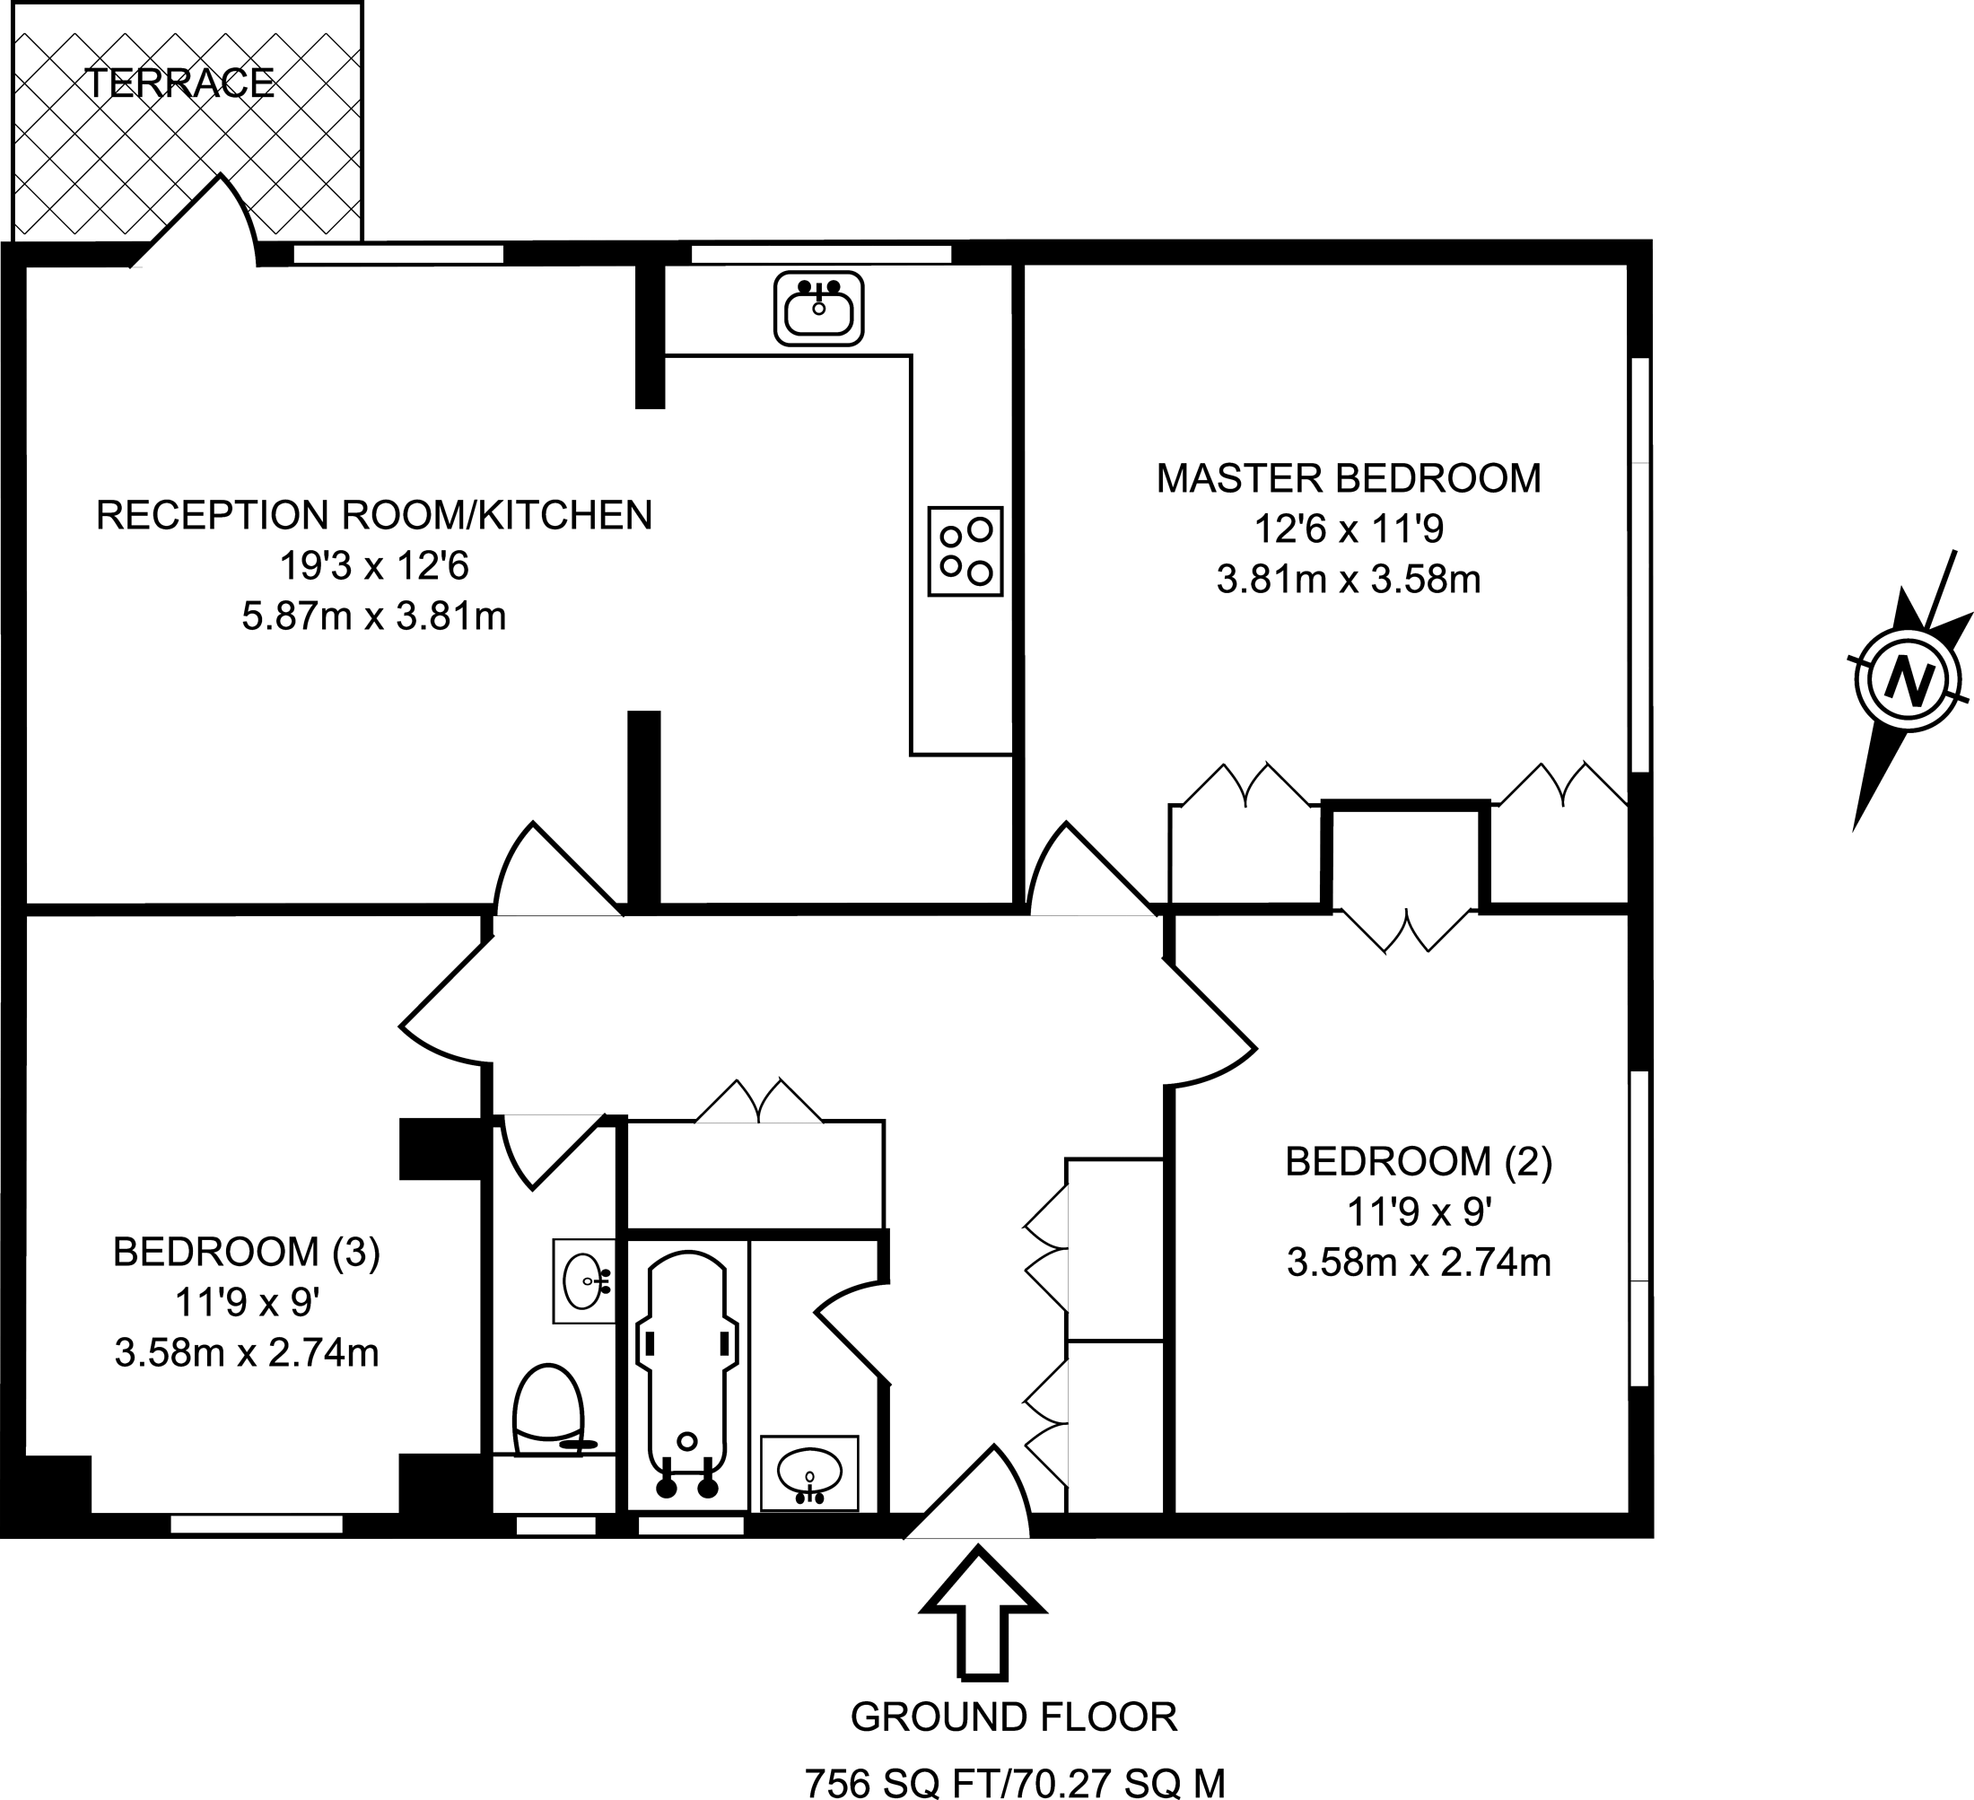 TERRACE
RECEPTION ROOM/KITCHEN
19'3 x 12'6
5.87m x 3.81m
MASTER BEDROOM
12'6 x 11'9
3.81m x 3.58m
N
BEDROOM (2)
11'9 x 9'
3.58m x 2.74m
BEDROOM (3)
11'9 x 9'
3.58m x 2.74m
GROUND FLOOR
756 SQ FT/70.27 SQ M